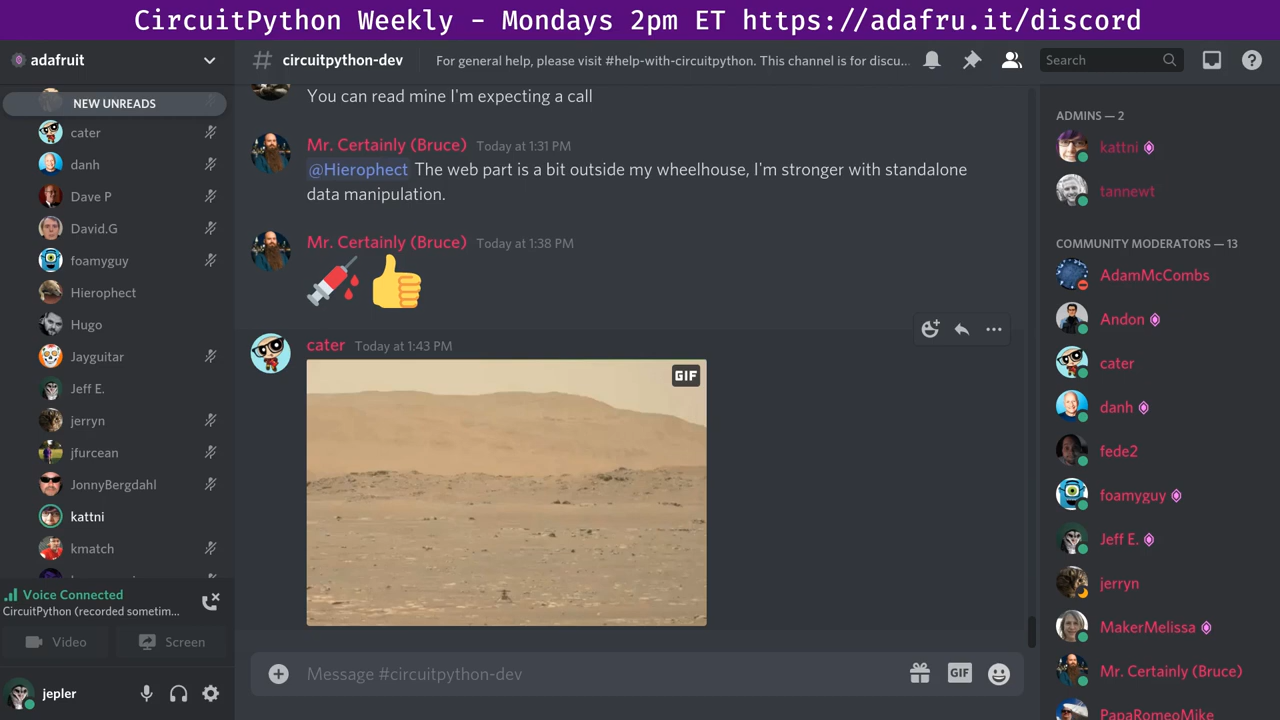 CircuitPython Weekly - Mondays 2pm ET https://adafru.it/discord
adafruit
NEW UNREADS
cater
danh
Dave P
David.G
foamyguy
Hierophect
Hugo
Jayguitar
Jeff E.
jerryn
jfurcean
JonnyBergdahl
kattni
kmatch
Voice Connected
CircuitPython (recorded sometim...
Video
Screen
jepler
# circuitpython-dev
For general help, please visit #help-with-circuitpython. This channel is for discu...
Search
You can read mine I'm expecting a call
Mr. Certainly (Bruce) Today at 1:31 PM
@Hierophect The web part is a bit outside my wheelhouse, I'm stronger with standalone
data manipulation.
Mr. Certainly (Bruce) Today at 1:38 PM
cater Today at 1:43 PM
GIF
Message #circuitpython-dev
GIF
ADMINS — 2
kattni
tannewt
COMMUNITY MODERATORS — 13
AdamMcCombs
Andon
cater
danh
fede2
foamyguy
Jeff E.
jerryn
MakerMelissa
Mr. Certainly (Bruce)
PapaRomeoMike